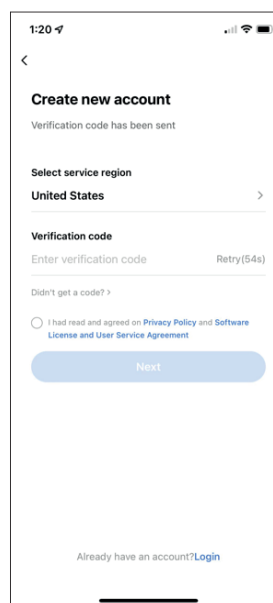 1:20
Create new account
Verification code has been sent
Select service region
United States
Verification code
Enter verification code Retry(54s)
Didn't get a code? >
I had read and agreed on Privacy Policy and Software
License and User Service Agreement
Next
Already have an account?Login